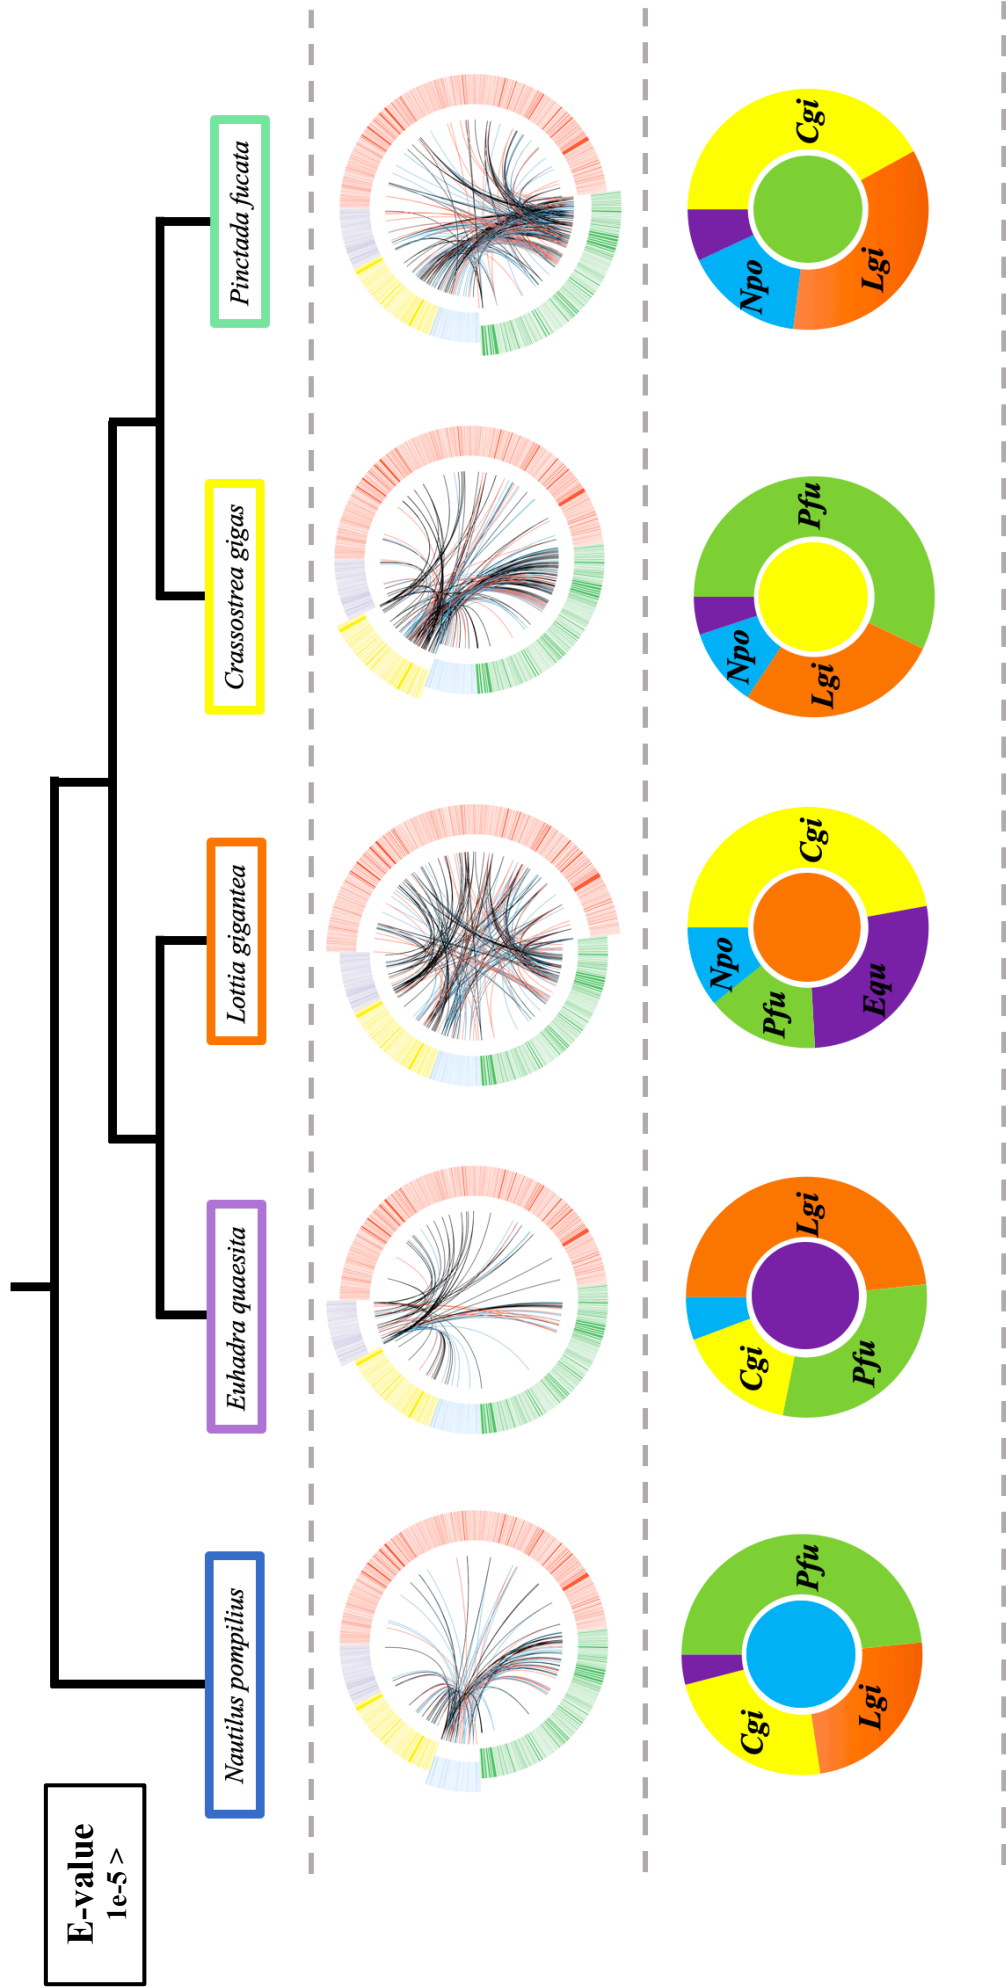 E-value
1e-5 >
Nautilus pompilius
Euhadra quaesita
Lottia gigantea
Crassostrea gigas
Pinctada fucata
Pfu
Lgi
Cgi
Lgi
Pfu
Cgi
Cgi
Equ
Pfu
Npo
Pfu
Lgi
Npo
Cgi
Lgi
Npo